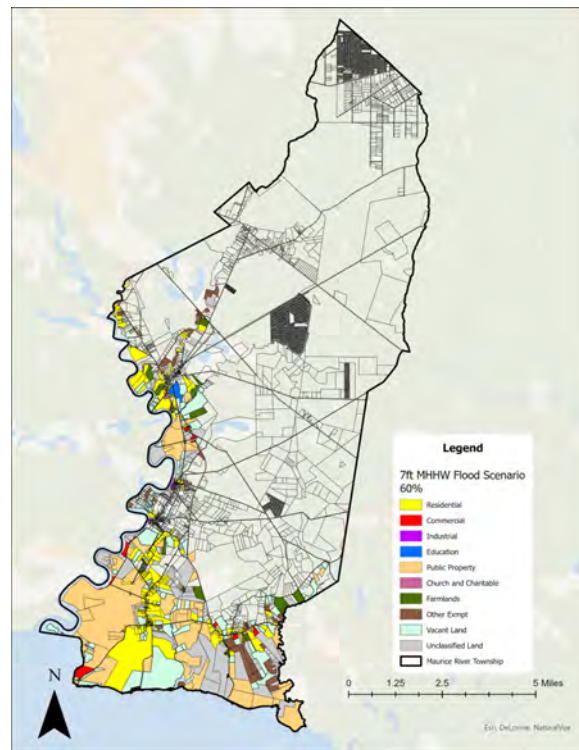 Legend
7ft MHHW Flood Scenario
60%
Residential
Commercial
Industrial
Education
Public Property
Church and Charitable
Farmlands
Other Exmpt
Vacant Land
Unclassified Land
Maurice River Township
N
0 1.25 2.5 5 Miles
Esri, DeLorme, NaturalVue